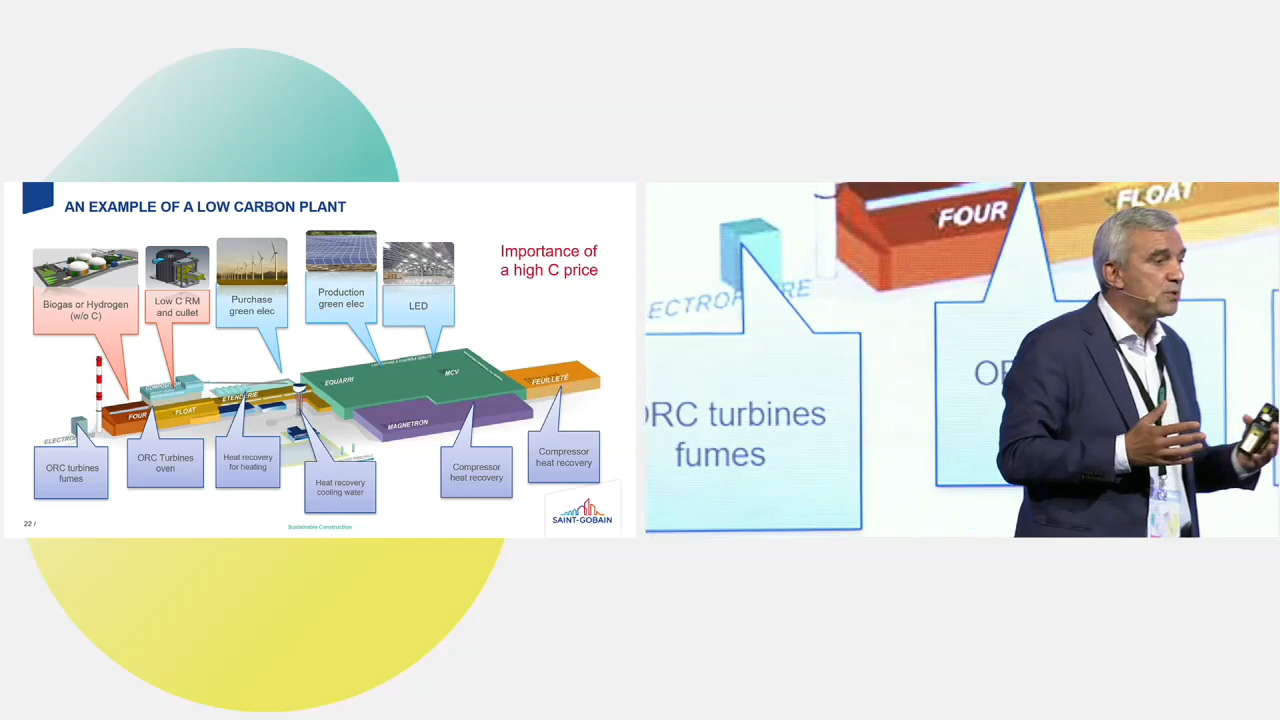 AN EXAMPLE OF A LOW CARBON PLANT
Importance of
a high C price
Biogas or Hydrogen
(w/o C)
Low C RM
and cullet
Purchase
green elec
Production
green elec
LED
COMPOSITION
EQUARRI
MCV
FEUILLETÉ
ETENDERIE
FOUR
FLOAT
MAGNETRON
ELECTROFILTRE
ORC turbines
fumes
ORC Turbines
oven
Heat recovery
for heating
Heat recovery
cooling water
Compressor
heat recovery
Compressor
heat recovery
SAINT-GOBAIN
22 /
Sustainable Construction
FOUR
FLOAT
ORC turbines
fumes